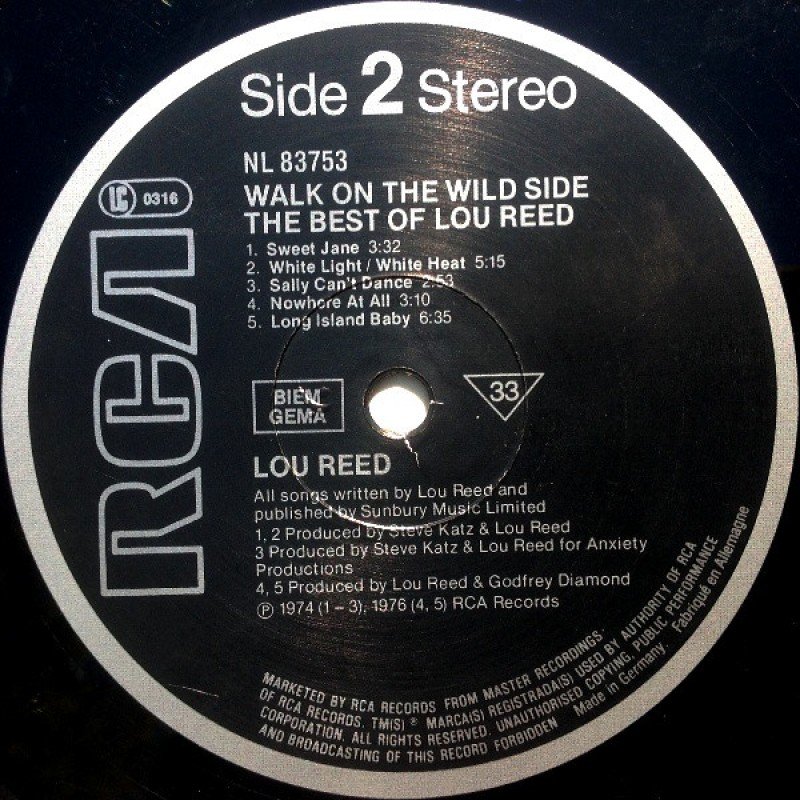 Side 2 Stereo
NL 83753
WALK ON THE WILD SIDE
THE BEST OF LOU REED
1. Sweet Jane 3:32
2. White Light / White Heat 5:15
3. Sally Can't Dance 2:53
4. Nowhere At All 3:10
5. Long Island Baby 6:35
LC 0316
RCA
BIEM
GEMA
33
LOU REED
All songs written by Lou Reed and
published by Sunbury Music Limited
1, 2 Produced by Steve Katz & Lou Reed
3 Produced by Steve Katz & Lou Reed for Anxiety
Productions
4, 5 Produced by Lou Reed & Godfrey Diamond
℗ 1974 (1 – 3), 1976 (4, 5) RCA Records
MARKETED BY RCA RECORDS FROM MASTER RECORDINGS
OF RCA RECORDS. TM(S) ® MARCA(S) REGISTRADA(S) USED BY AUTHORITY OF RCA
CORPORATION. ALL RIGHTS RESERVED. UNAUTHORISED COPYING, PUBLIC PERFORMANCE
AND BROADCASTING OF THIS RECORD FORBIDDEN Made in Germany. Fabriqué en Allemagne